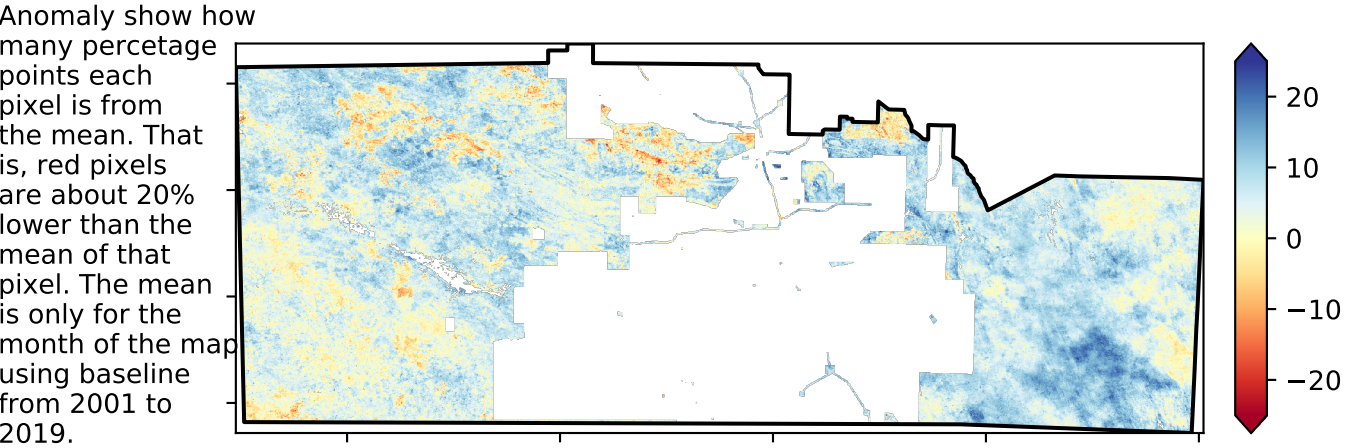 Anomaly show how
many percetage
points each
pixel is from
the mean. That
is, red pixels
are about 20%
lower than the
mean of that
pixel. The mean
is only for the
month of the map
using baseline
from 2001 to
2019.
20
10
0
−10
−20